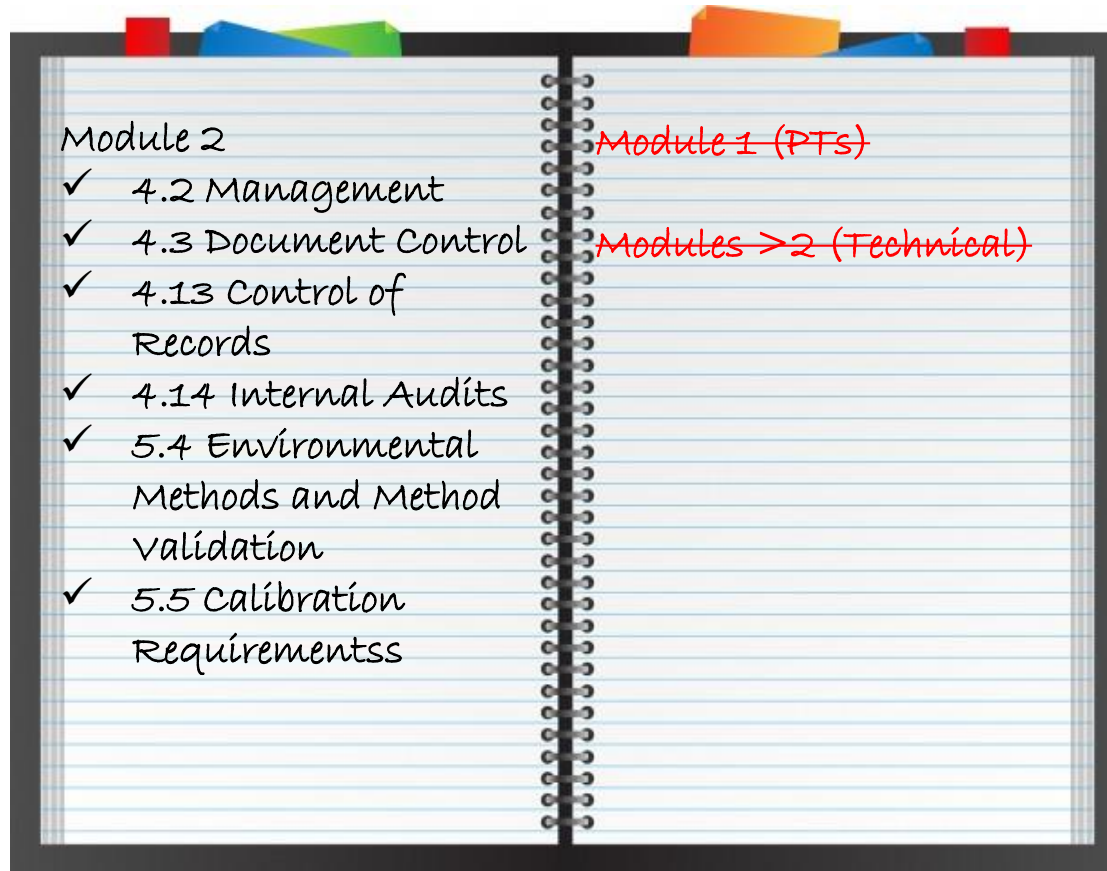 Module 2
✓ 4.2 Management
✓ 4.3 Document Control
✓ 4.13 Control of
Records
✓ 4.14 Internal Audits
✓ 5.4 Environmental
Methods and Method
Validation
✓ 5.5 Calibration
Requirementss
Module 1 (PTs)
Modules >2 (Technical)